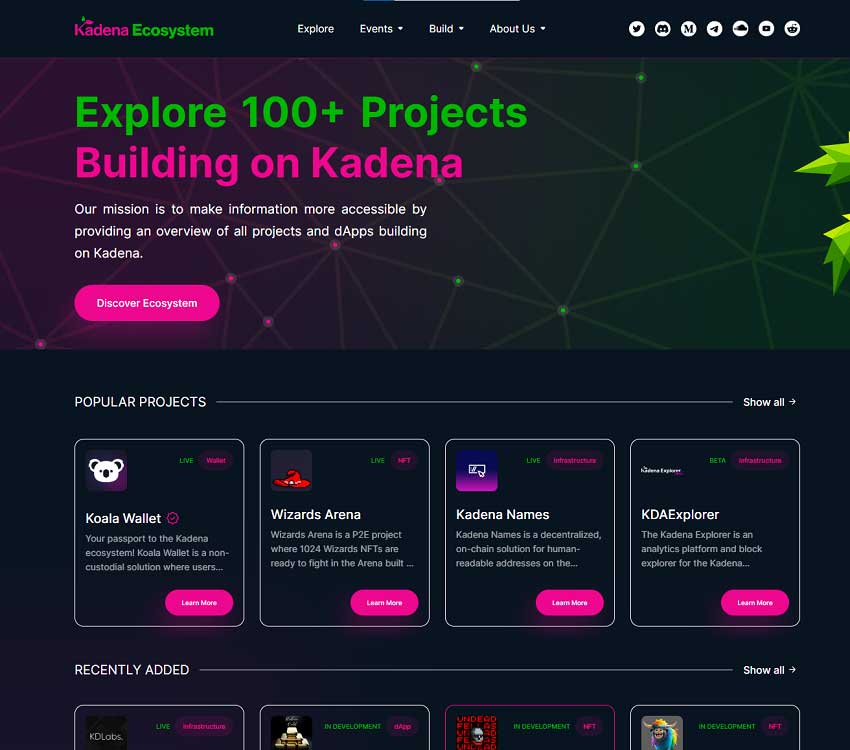 Kadena Ecosystem
Explore Events Build About Us
Explore 100+ Projects
Building on Kadena
Our mission is to make information more accessible by
providing an overview of all projects and dApps building
on Kadena.
Discover Ecosystem
POPULAR PROJECTS
Show all →
LIVE Wallet
Koala Wallet
Your passport to the Kadena
ecosystem! Koala Wallet is a non-
custodial solution where users...
Learn More
LIVE NFT
Wizards Arena
Wizards Arena is a P2E project
where 1024 Wizards NFTs are
ready to fight in the Arena built ...
Learn More
LIVE Infrastructure
Kadena Names
Kadena Names is a decentralized,
on-chain solution for human-
readable addresses on the...
Learn More
Kadena Explorer
BETA Infrastructure
KDAExplorer
The Kadena Explorer is an
analytics platform and block
explorer for the Kadena...
Learn More
RECENTLY ADDED
Show all →
KDLabs.
LIVE Infrastructure
IN DEVELOPMENT dApp
UNDEAD
FELLAS
IN DEVELOPMENT NFT
IN DEVELOPMENT NFT